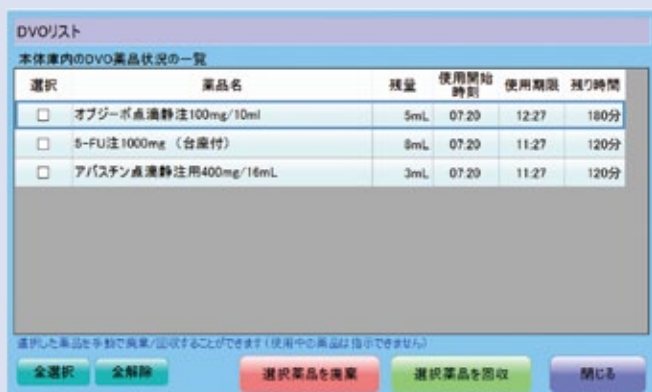 DVOリスト
本体庫内のDVO薬品状況の一覧
選択 薬品名 残量 使用開始時刻 使用期限 残り時間
オプジーボ点滴静注100mg/10ml 5mL 07:20 12:27 180分
5-FU注1000mg （台座付） 8mL 07:20 11:27 120分
アバスチン点滴静注用400mg/16mL 3mL 07:20 11:27 120分
選択した薬品を手動で廃棄/回収することができます(使用中の薬品は指示できません)
全選択 全解除 選択薬品を廃棄 選択薬品を回収 閉じる